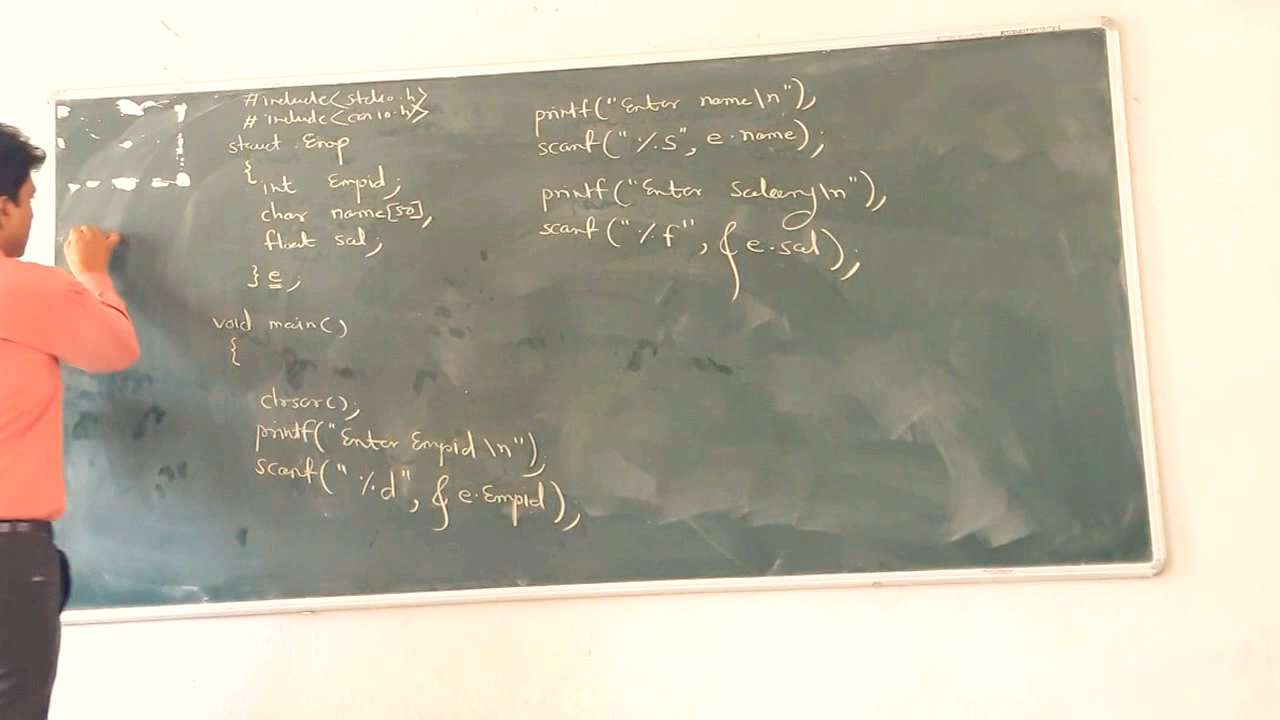 #include<stdio.h>
#include<conio.h>
struct Emp
{
int Empid;
char name[50];
float sal;
} e;
void main()
{
clrscr();
printf("Enter Empid \n");
scanf("%d", &e.Empid);
printf("Enter name\n");
scanf("%s", e.name);
printf("Enter Salary\n");
scanf("%f", &e.sal);